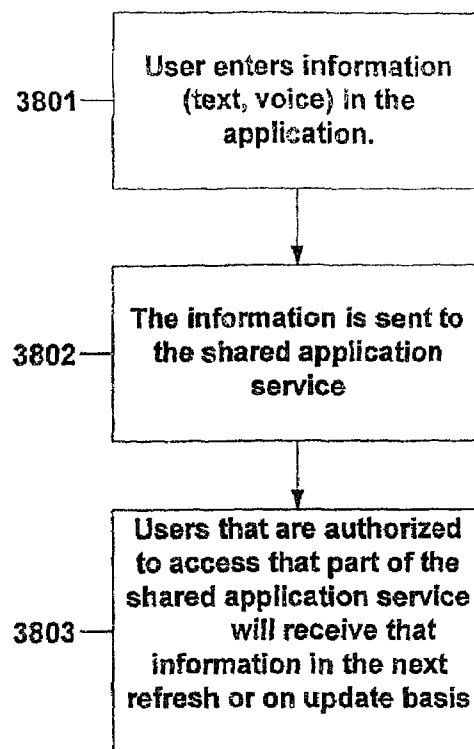 User enters information
(text, voice) in the
application.
3801
The information is sent to
the shared application
service
3802
Users that are authorized
to access that part of the
shared application service
will receive that
information in the next
refresh or on update basis
3803